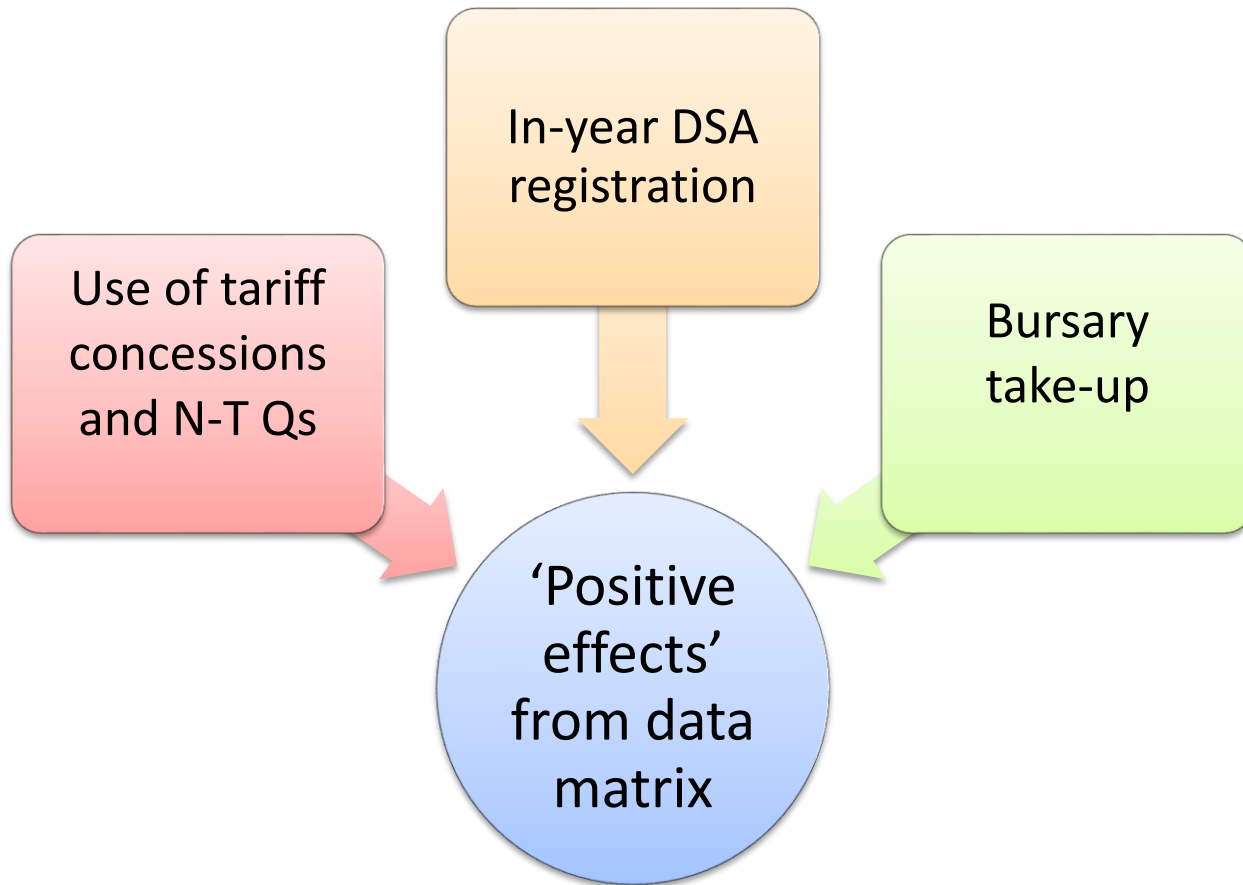 In-year DSA
registration
Use of tariff
concessions
and N-T Qs
Bursary
take-up
‘Positive
effects’
from data
matrix